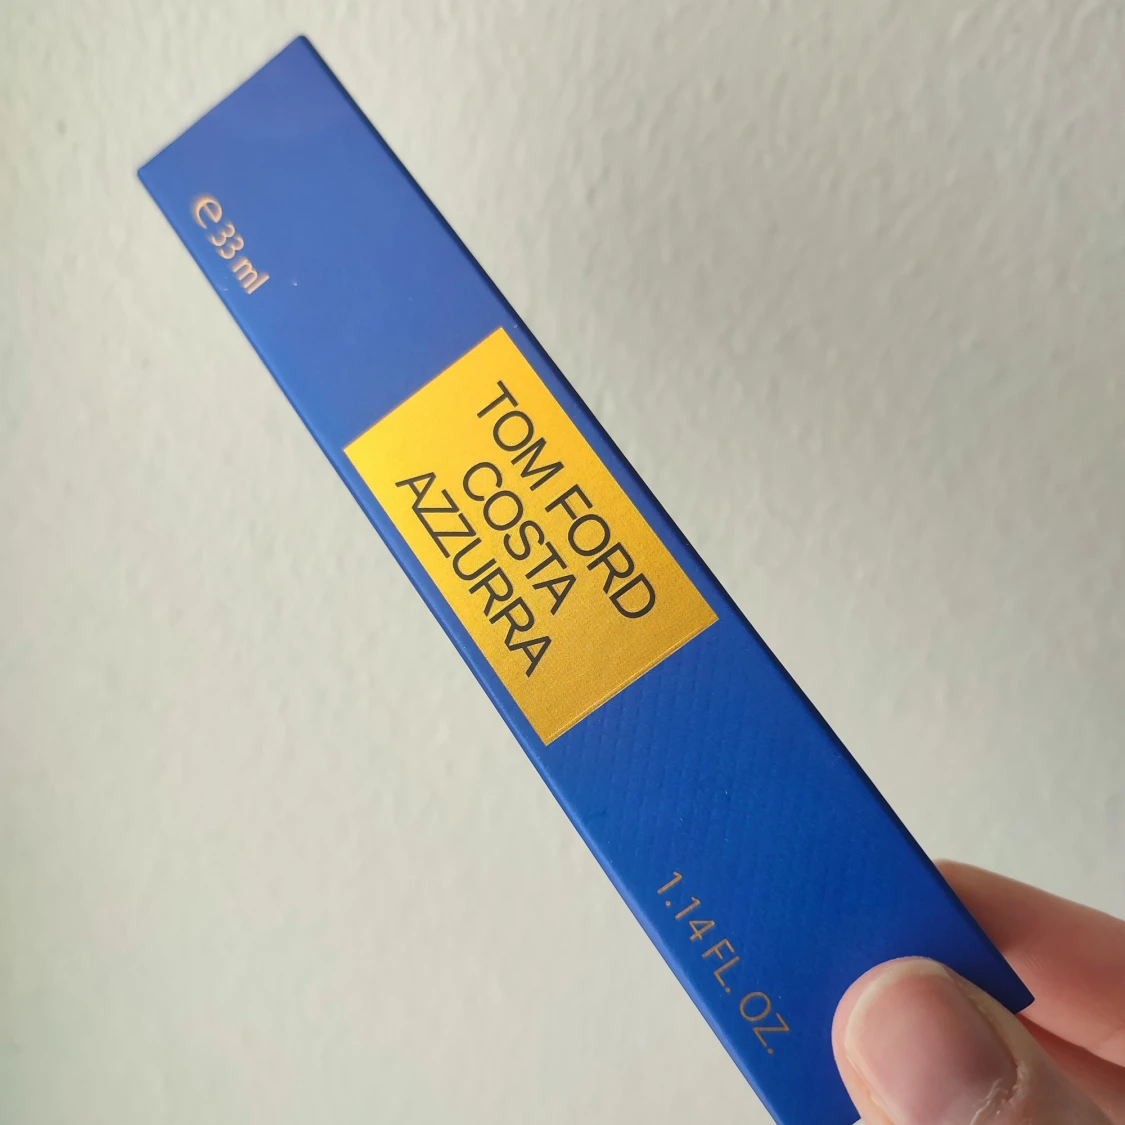 ℮ 33 ml
TOM FORD
COSTA
AZZURRA
1.14 FL. OZ.